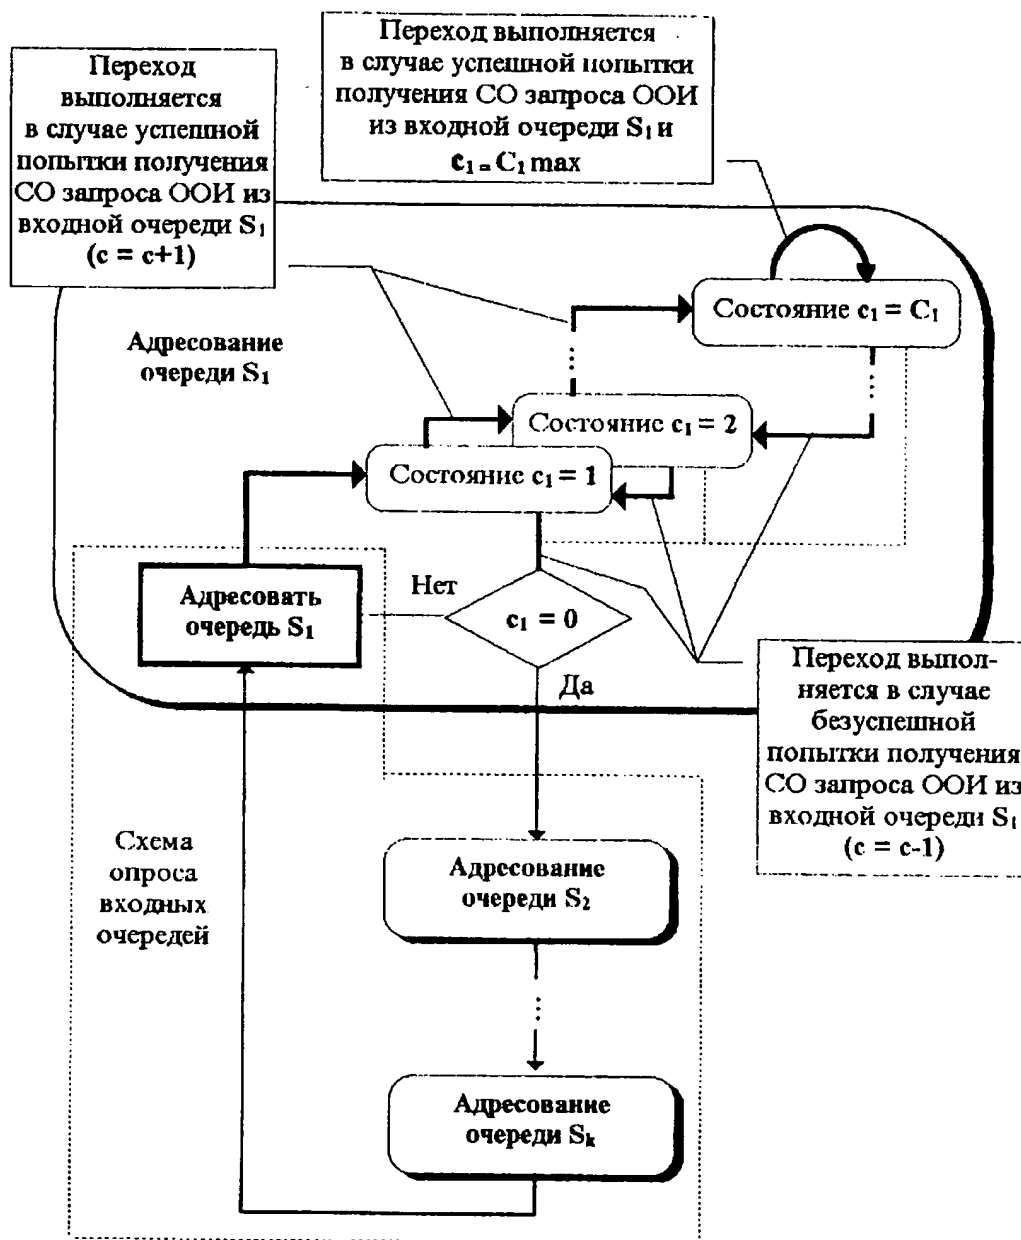 Переход
выполняется
в случае успешной
попытки получения
СО запроса ООИ из
входной очереди S₁
(c = c+1)
Переход выполняется
в случае успешной попытки
получения СО запроса ООИ
из входной очереди S₁ и
c₁ = C₁ max
Состояние c₁ = C₁
Адресование
очереди S₁
Состояние c₁ = 2
Состояние c₁ = 1
Адресовать
очередь S₁
Нет
c₁ = 0
Да
Переход выпол-
няется в случае
безуспешной
попытки получения
СО запроса ООИ из
входной очереди S₁
(c = c-1)
Схема
опроса
входных
очередей
Адресование
очереди S₂
Адресование
очереди Sₖ